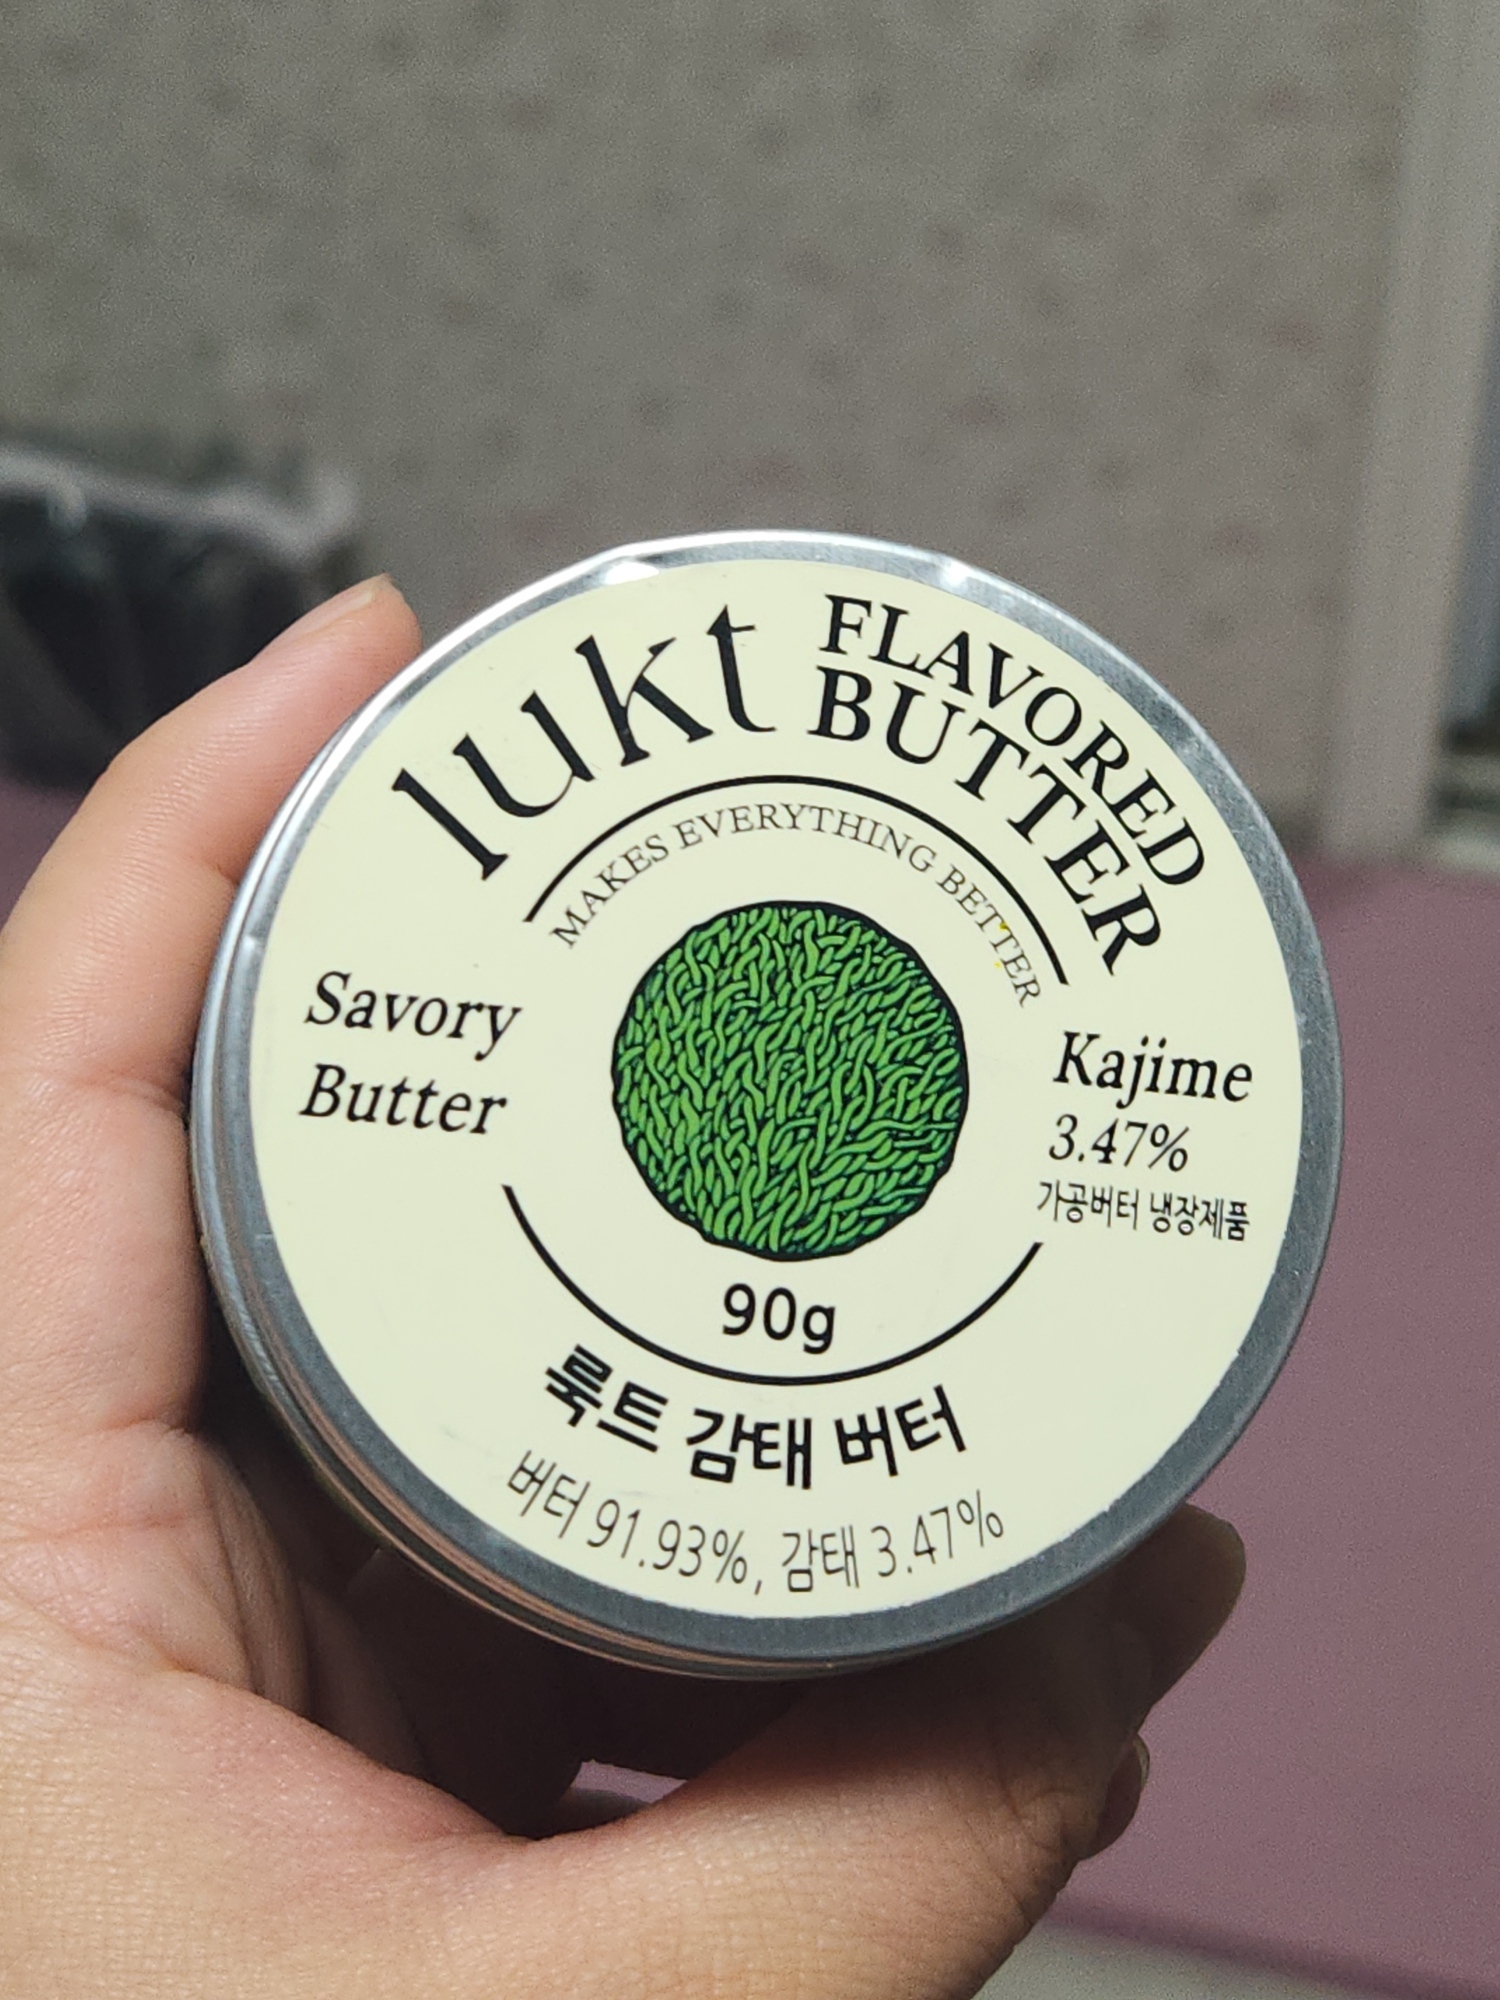 lukt
FLAVORED
BUTTER
MAKES EVERYTHING BETTER
Savory
Butter
Kajime
3.47%
가공버터 냉장제품
90g
룩트 감태 버터
버터 91.93%, 감태 3.47%